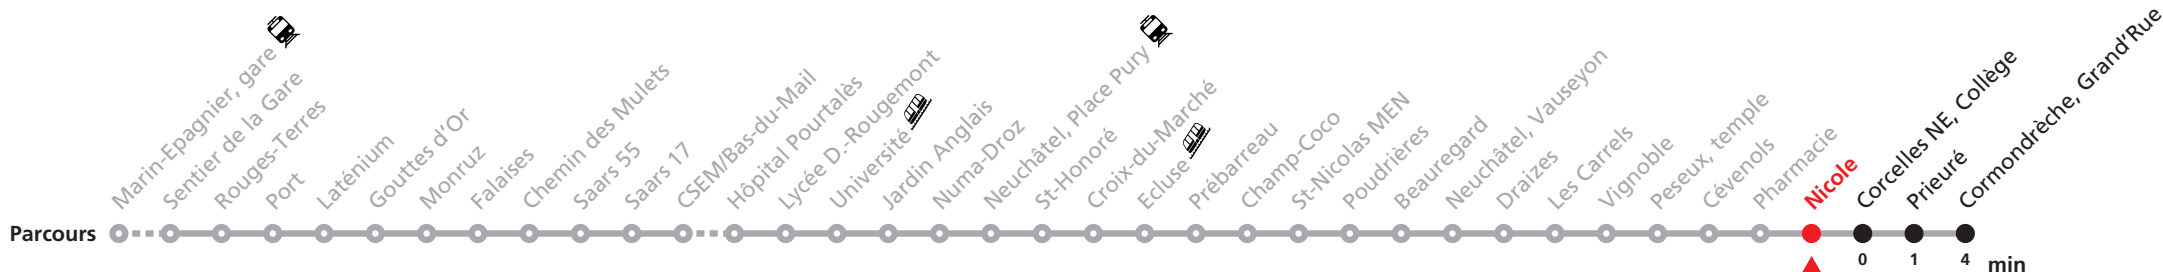 Parcours
Marin-Epagnier, gare
Sentier de la Gare
Rouges-Terres
Port
Laténium
Gouttes d'Or
Monruz
Falaises
Chemin des Mulets
Saars 55
Saars 17
CSEM/Bas-du-Mail
Hôpital Pourtalès
Lycée D.-Rougemont
Université
Jardin Anglais
Numa-Droz
Neuchâtel, Place Pury
St-Honoré
Croix-du-Marché
Ecluse
Prébarreau
Champ-Coco
St-Nicolas MEN
Poudrières
Beauregard
Neuchâtel, Vauseyon
Draizes
Les Carrels
Vignoble
Peseux, temple
Cévenols
Pharmacie
Nicole
Corcelles NE, Collège
Prieuré
Cormondrèche, Grand'Rue
0 1 4 min